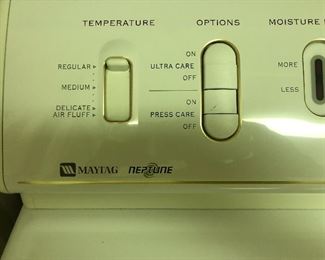 TEMPERATURE
OPTIONS
MOISTURE
REGULAR
MEDIUM
DELICATE
AIR FLUFF
ON
ULTRA CARE
OFF
ON
PRESS CARE
OFF
MORE
LESS
MAYTAG NEPTUNE